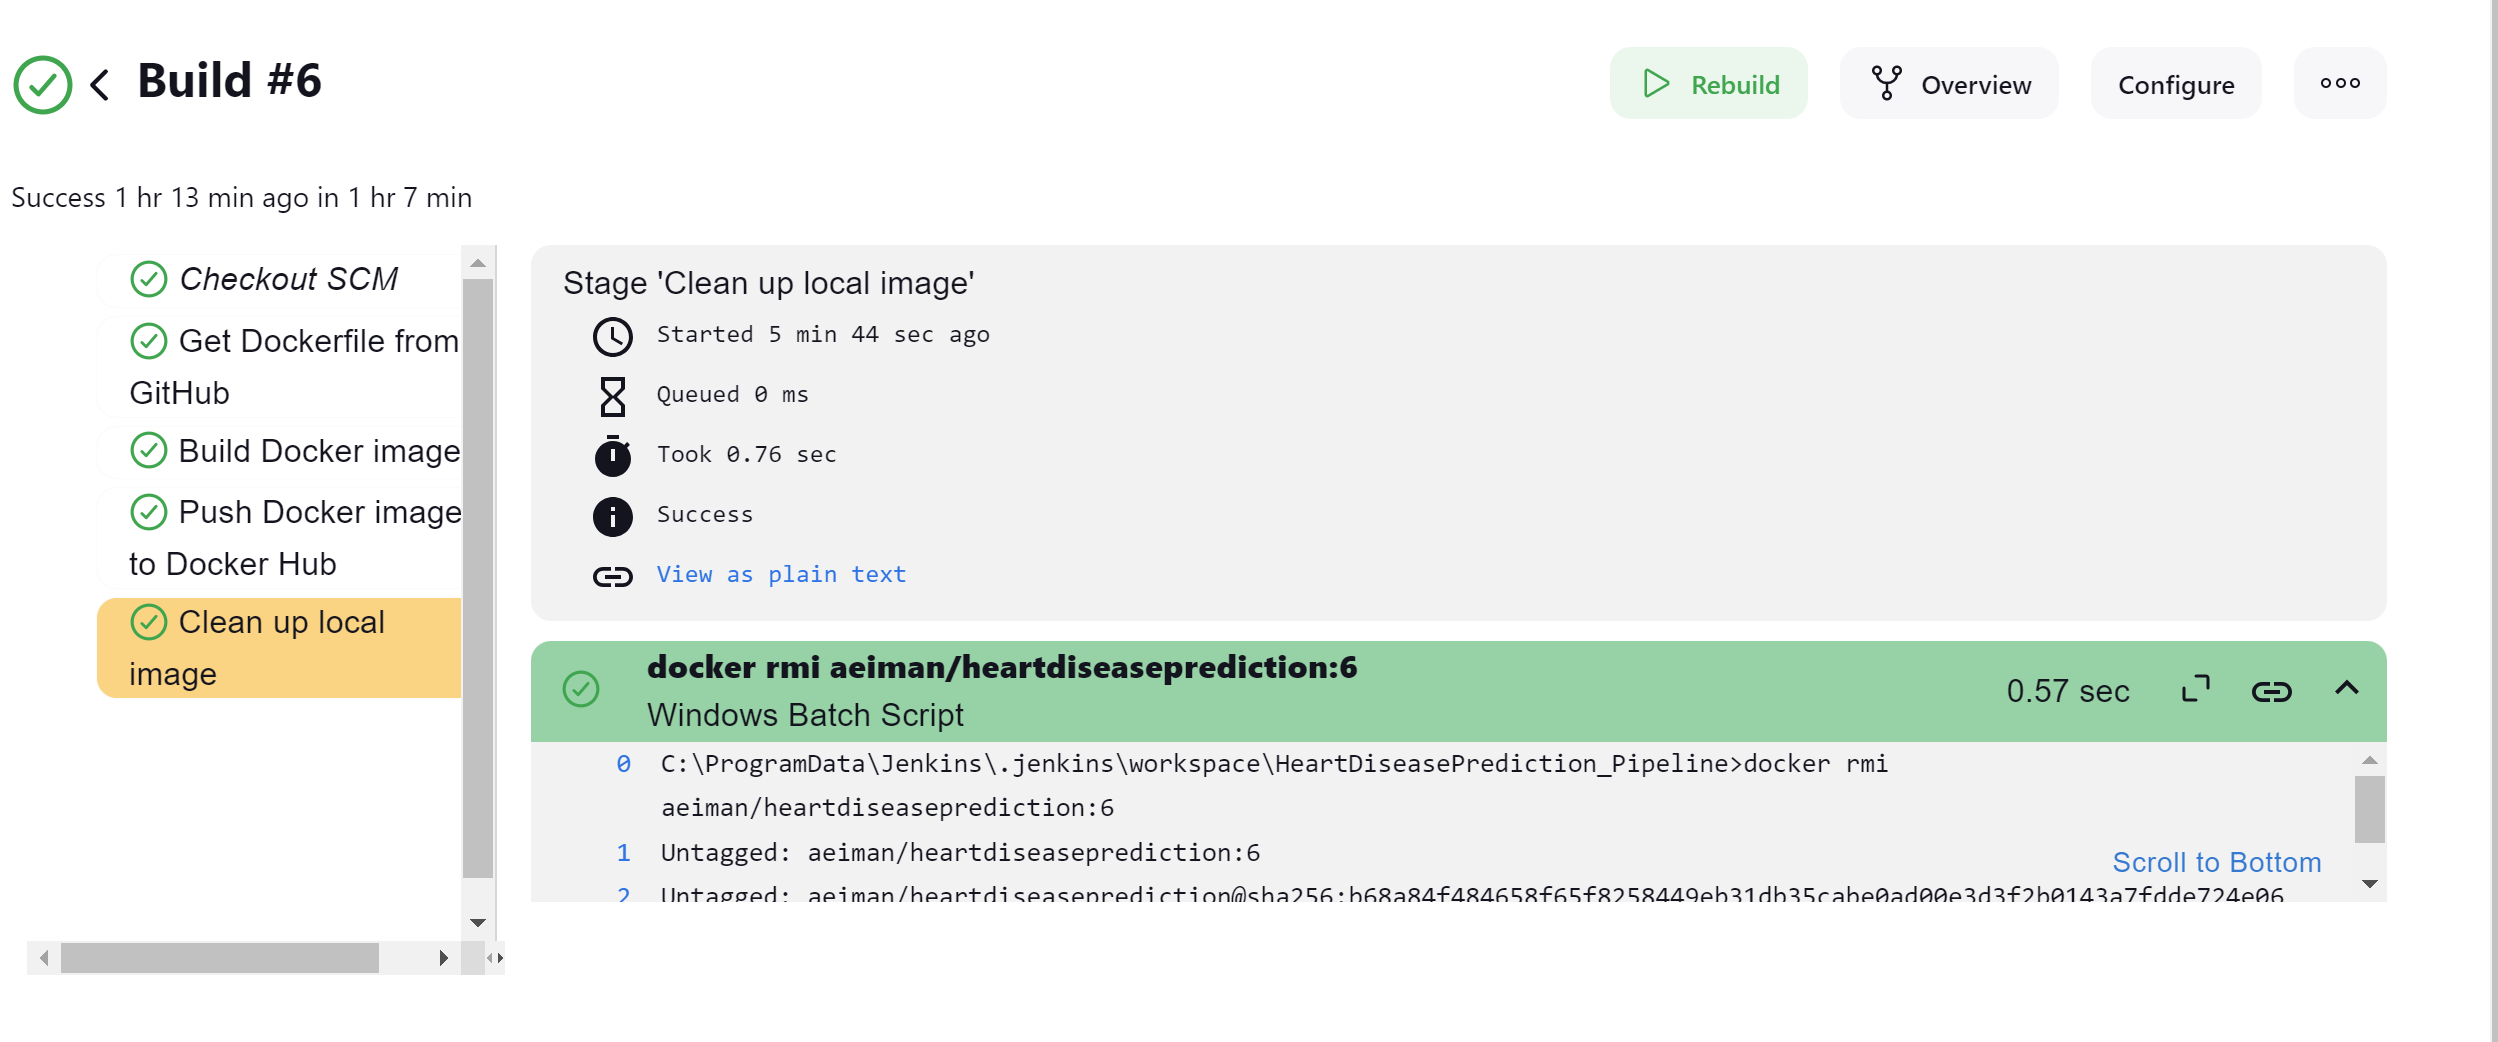 Build #6
Rebuild
Overview
Configure
Success 1 hr 13 min ago in 1 hr 7 min
Checkout SCM
Get Dockerfile from
GitHub
Build Docker image
Push Docker image
to Docker Hub
Clean up local
image
Stage 'Clean up local image'
Started 5 min 44 sec ago
Queued 0 ms
Took 0.76 sec
Success
View as plain text
docker rmi aeiman/heartdiseaseprediction:6
Windows Batch Script
0.57 sec
0 C:\ProgramData\Jenkins\.jenkins\workspace\HeartDiseasePrediction_Pipeline>docker rmi
aeiman/heartdiseaseprediction:6
1 Untagged: aeiman/heartdiseaseprediction:6
Scroll to Bottom
2 Untagged: aeiman/heartdiseaseprediction@sha256:b68a84f484658f65f8258449eb31db35cabe0ad00e3d3f2b0143a7fdde724e06